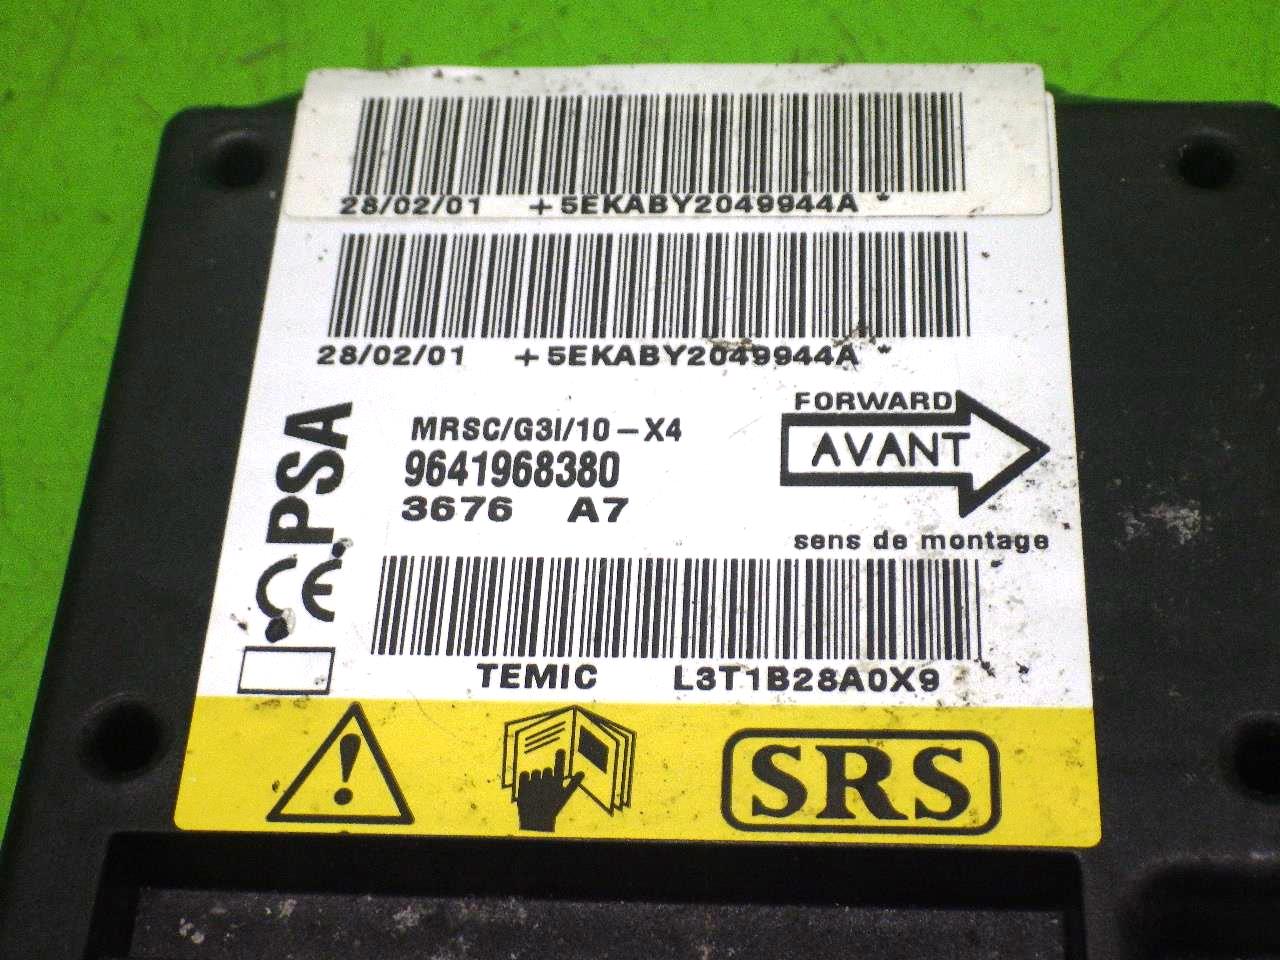 28/02/01 +5EKABY2049944A *
28/02/01 +5EKABY2049944A *
PSA
CE
MRSC/G3I/10-X4
9641968380
3676 A7
FORWARD
AVANT
sens de montage
TEMIC L3T1B28A0X9
SRS